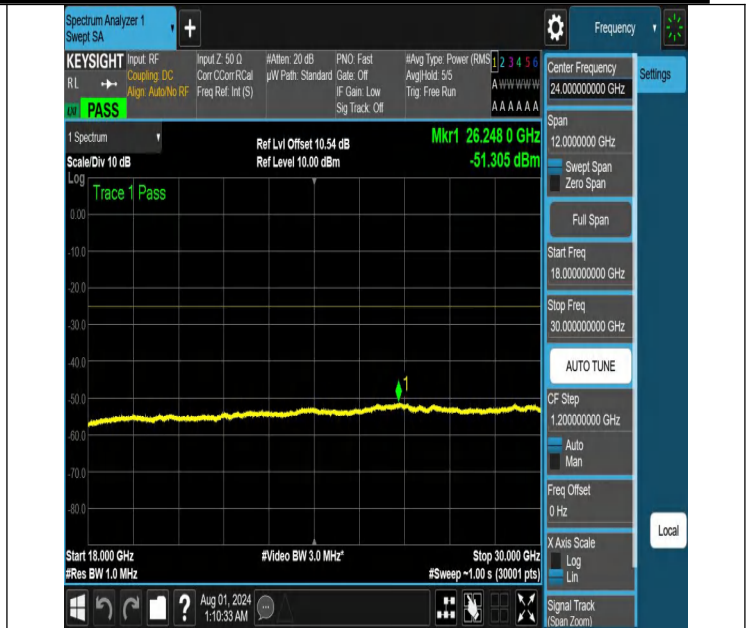 Spectrum Analyzer 1
Swept SA
+
Frequency
KEYSIGHT
RL
PASS
Input: RF
Coupling: DC
Align: Auto/No RF
Input Z: 50 Ω
Corr CCorr RCal
Freq Ref: Int (S)
#Atten: 20 dB
µW Path: Standard
PNO: Fast
Gate: Off
IF Gain: Low
Sig Track: Off
#Avg Type: Power (RMS
Avg|Hold: 5/5
Trig: Free Run
1 2 3 4 5 6
A W W W W W
A A A A A A
1 Spectrum
Scale/Div 10 dB
Ref Lvl Offset 10.54 dB
Ref Level 10.00 dBm
Mkr1 26.248 0 GHz
-51.305 dBm
Log
Trace 1 Pass
0.00
-10.0
-20.0
-30.0
-40.0
-50.0
-60.0
-70.0
-80.0
1
Start 18.000 GHz
#Res BW 1.0 MHz
#Video BW 3.0 MHz*
Stop 30.000 GHz
#Sweep ~1.00 s (30001 pts)
Center Frequency
24.000000000 GHz
Span
12.0000000 GHz
Swept Span
Zero Span
Full Span
Start Freq
18.000000000 GHz
Stop Freq
30.000000000 GHz
AUTO TUNE
CF Step
1.200000000 GHz
Auto
Man
Freq Offset
0 Hz
X Axis Scale
Log
Lin
Signal Track
(Span Zoom)
Settings
Local
?
Aug 01, 2024
1:10:33 AM